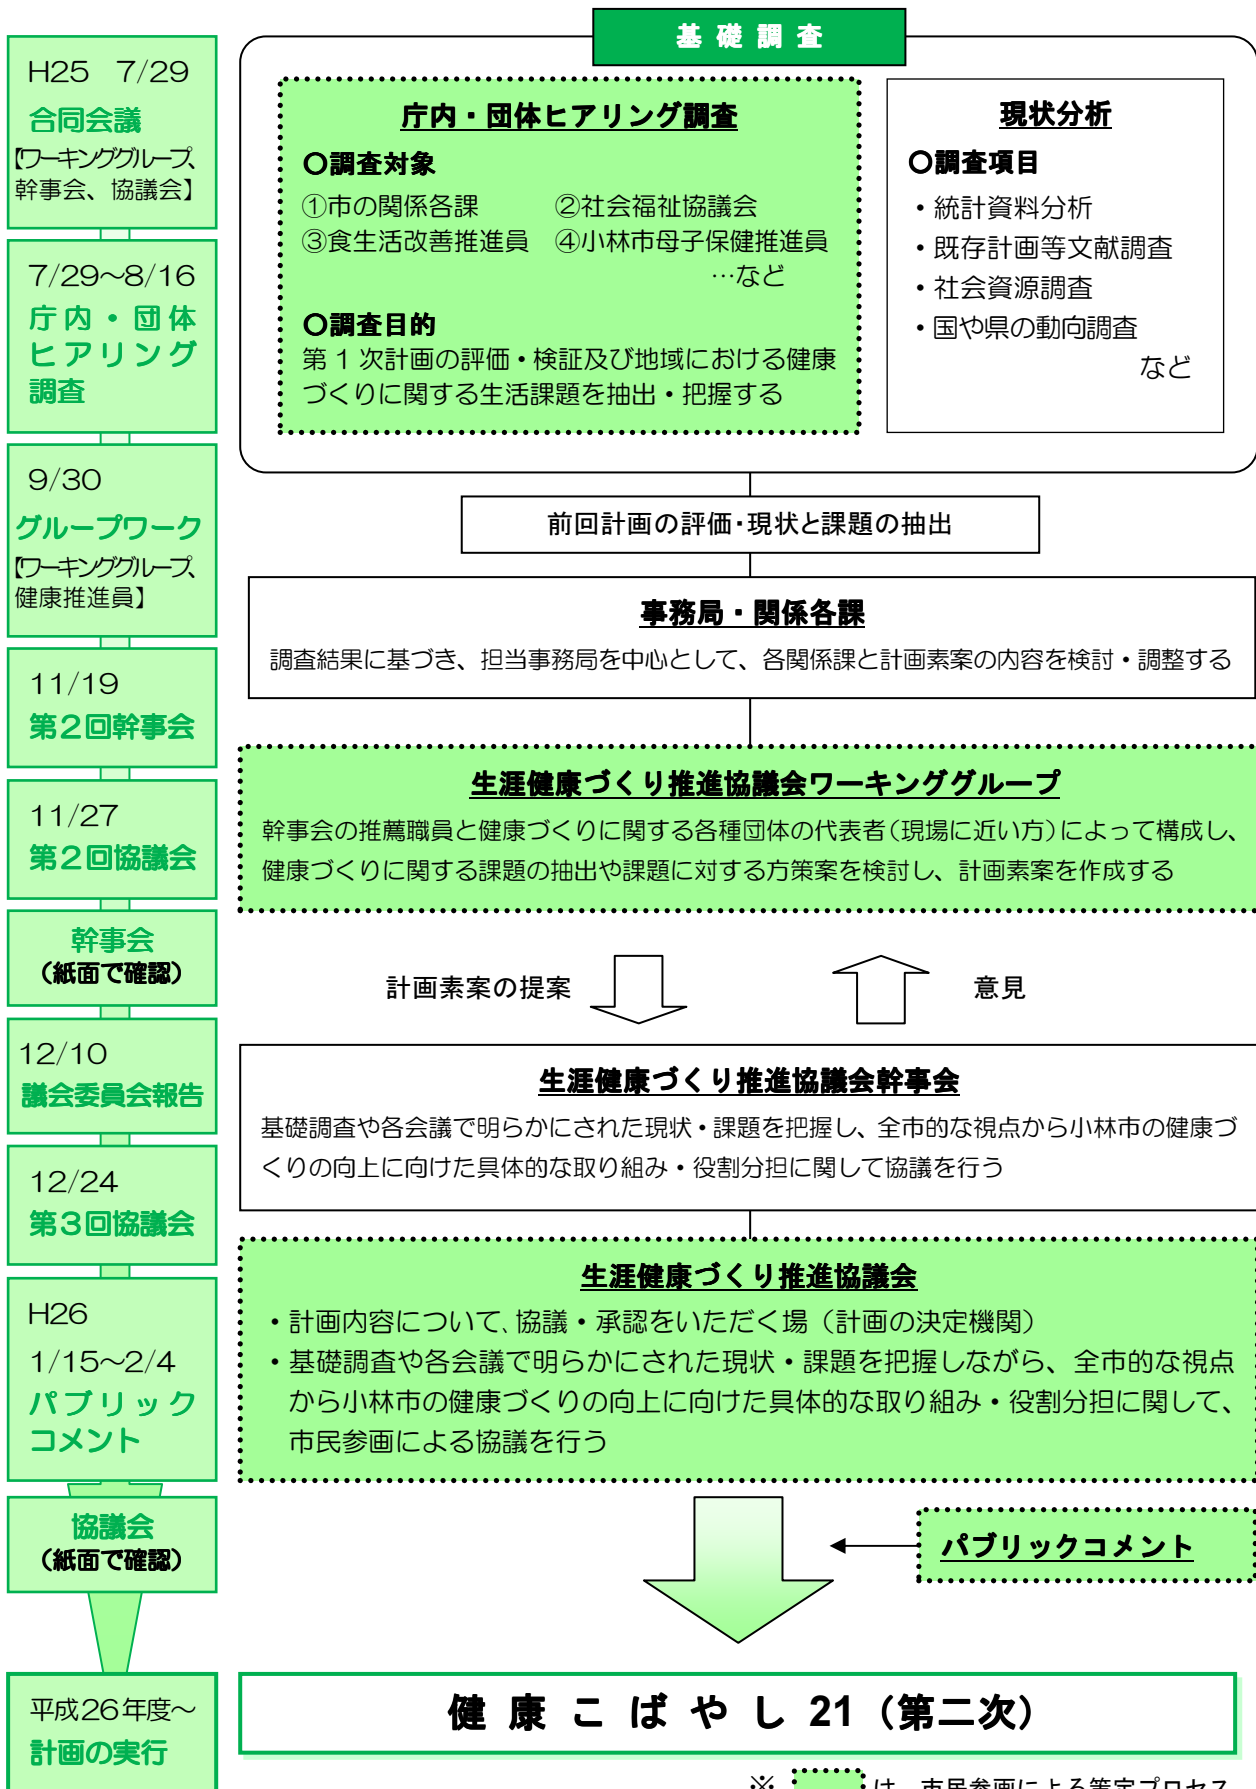 H25 7/29
合同会議
【ワーキンググループ、
幹事会、協議会】
7/29～8/16
庁内・団体
ヒアリング
調査
9/30
グループワーク
【ワーキンググループ、
健康推進員】
11/19
第２回幹事会
11/27
第２回協議会
幹事会
（紙面で確認）
12/10
議会委員会報告
12/24
第３回協議会
H26
1/15～2/4
パブリック
コメント
協議会
（紙面で確認）
平成26年度～
計画の実行
基礎調査
庁内・団体ヒアリング調査
○調査対象
①市の関係各課 ②社会福祉協議会
③食生活改善推進員 ④小林市母子保健推進員
…など
○調査目的
第１次計画の評価・検証及び地域における健康
づくりに関する生活課題を抽出・把握する
現状分析
○調査項目
・統計資料分析
・既存計画等文献調査
・社会資源調査
・国や県の動向調査
など
前回計画の評価・現状と課題の抽出
事務局・関係各課
調査結果に基づき、担当事務局を中心として、各関係課と計画素案の内容を検討・調整する
生涯健康づくり推進協議会ワーキンググループ
幹事会の推薦職員と健康づくりに関する各種団体の代表者（現場に近い方）によって構成し、
健康づくりに関する課題の抽出や課題に対する方策案を検討し、計画素案を作成する
計画素案の提案
意見
生涯健康づくり推進協議会幹事会
基礎調査や各会議で明らかにされた現状・課題を把握し、全市的な視点から小林市の健康づ
くりの向上に向けた具体的な取り組み・役割分担に関して協議を行う
生涯健康づくり推進協議会
・計画内容について、協議・承認をいただく場（計画の決定機関）
・基礎調査や各会議で明らかにされた現状・課題を把握しながら、全市的な視点
から小林市の健康づくりの向上に向けた具体的な取り組み・役割分担に関して、
市民参画による協議を行う
パブリックコメント
健康こばやし21（第二次）
※ は、市民参画による策定プロセス